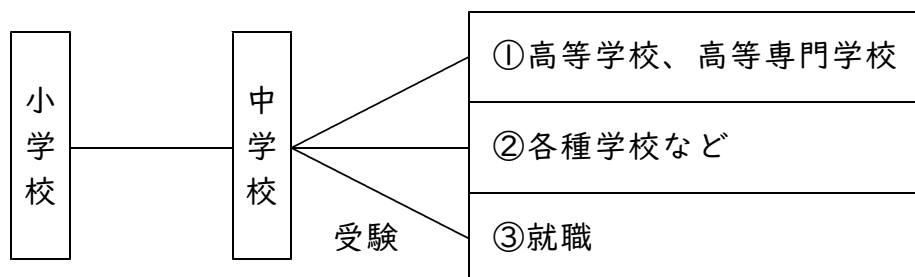 小学校
中学校
受験
①高等学校、高等専門学校
②各種学校など
③就職